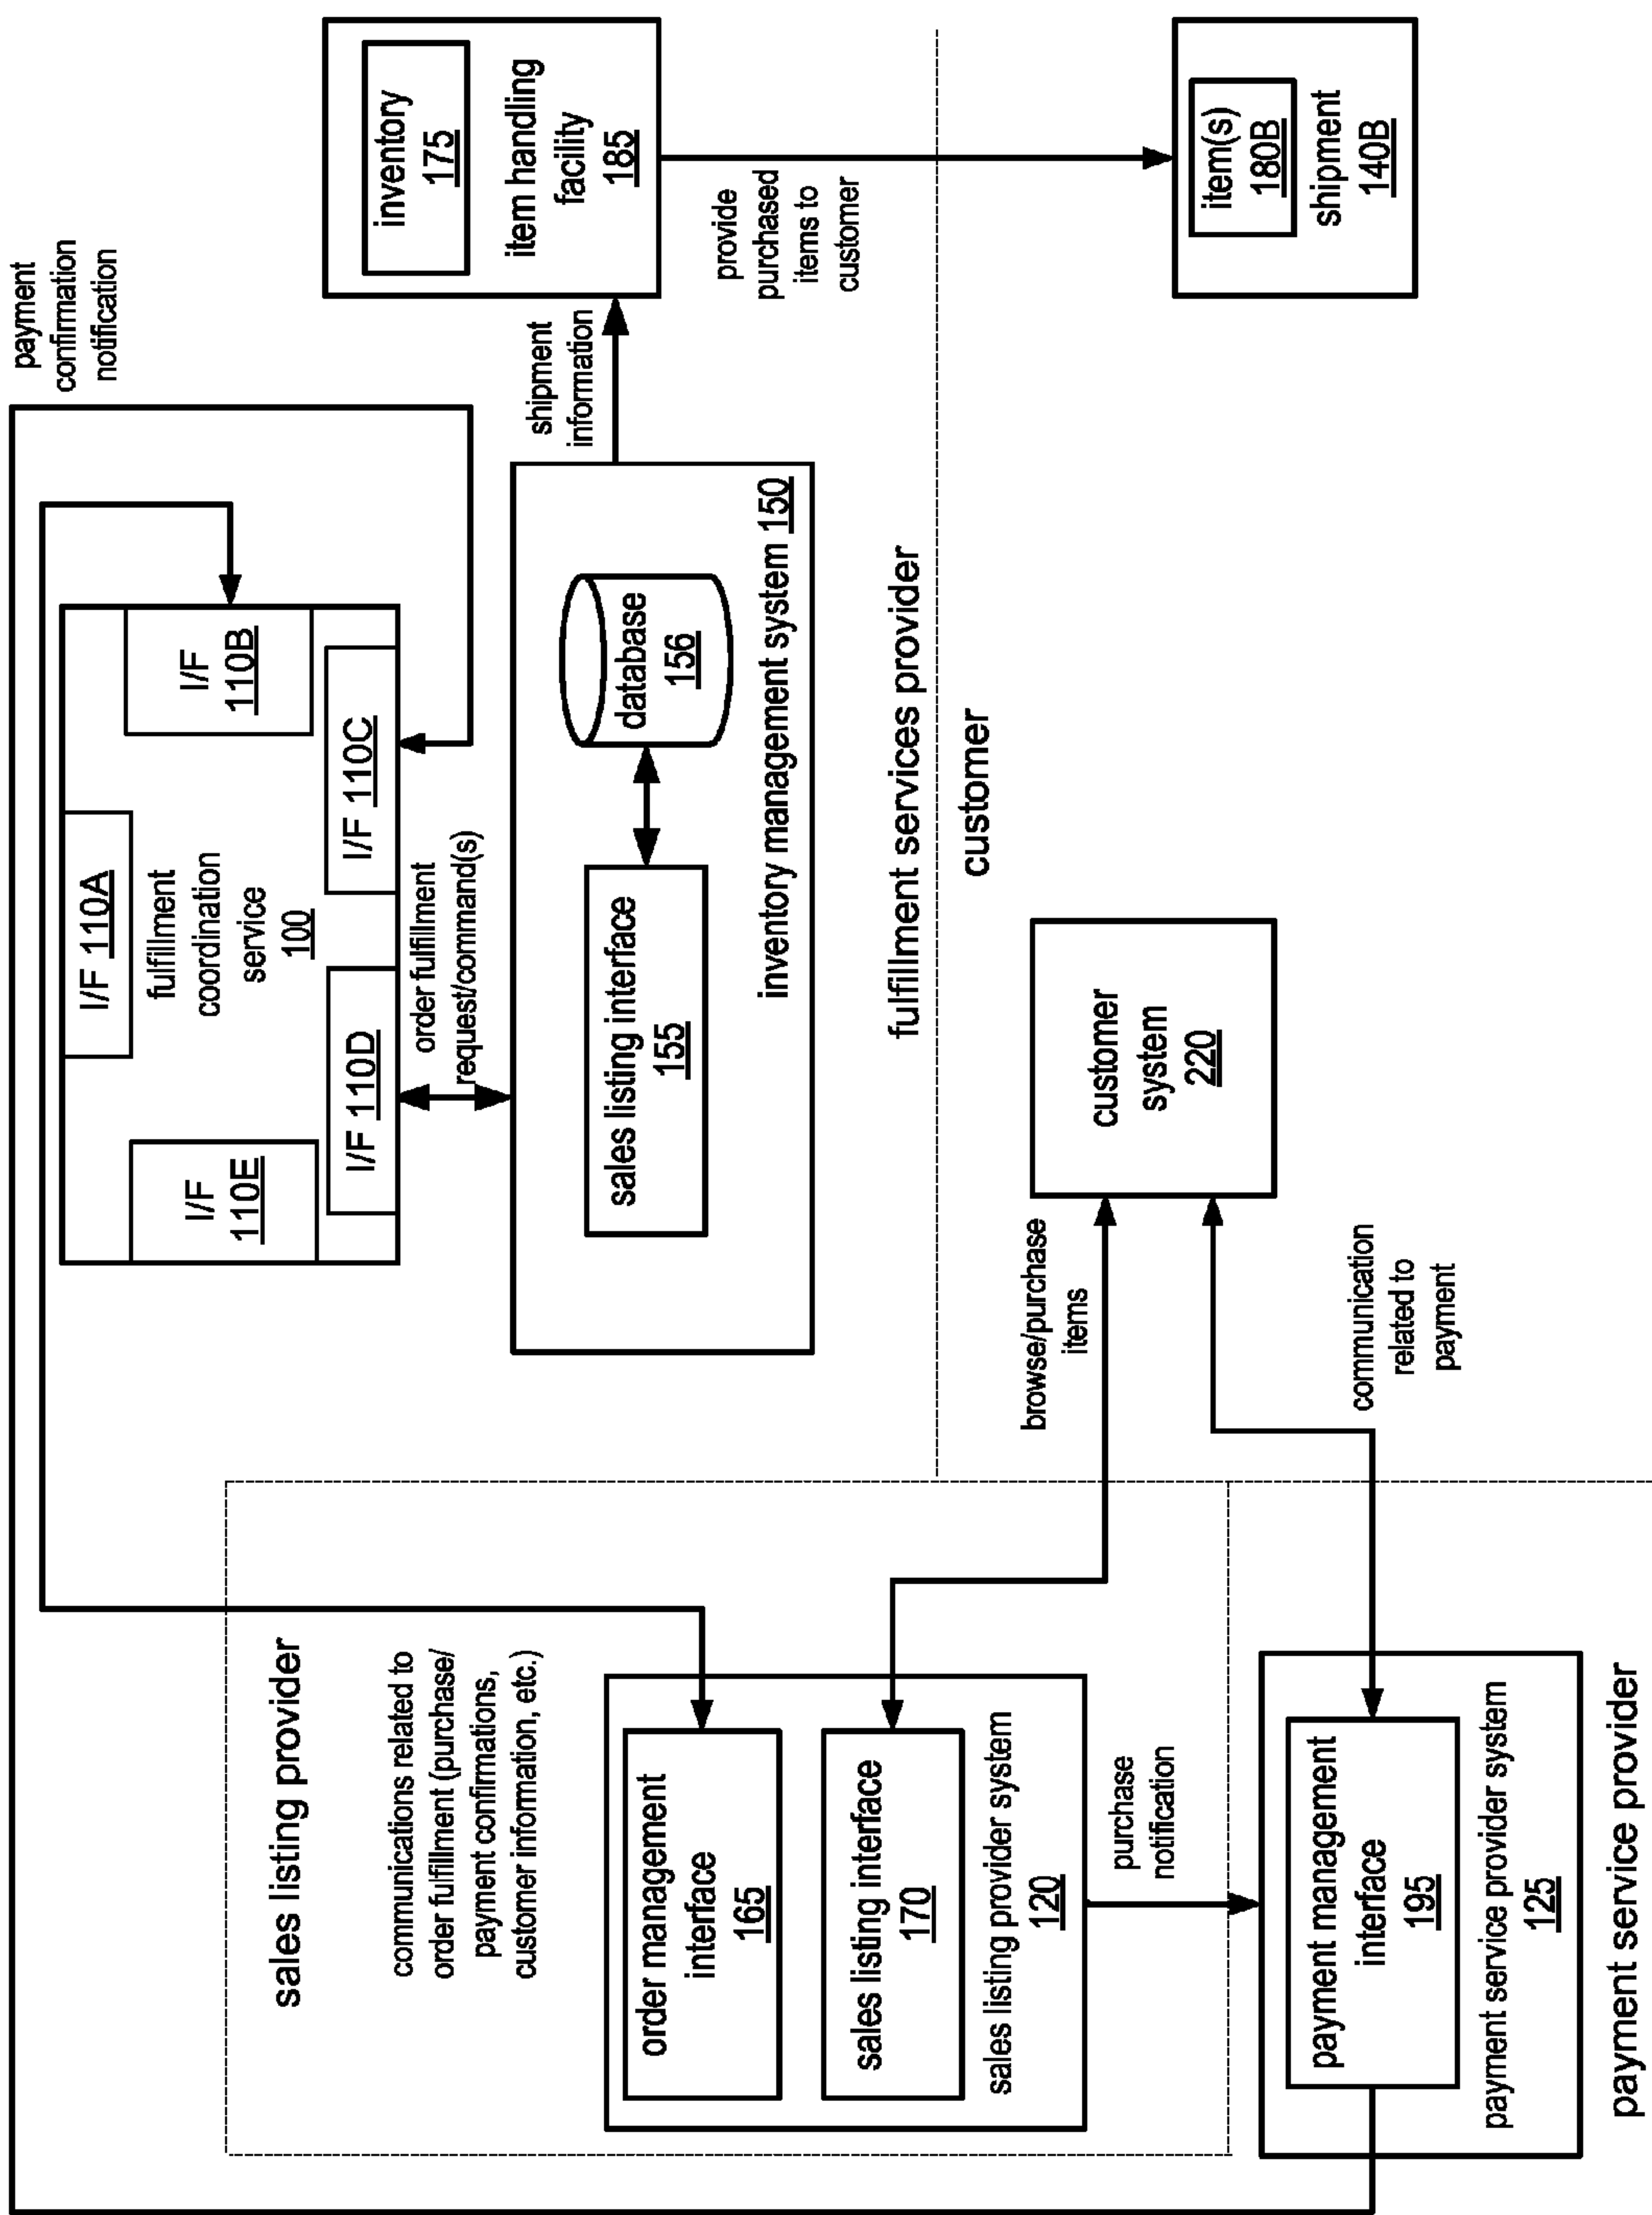 payment
confirmation
notification
I/F 110A
fulfillment
coordination
service
100
I/F
110B
I/F 110C
I/F 110D
I/F
110E
order fulfillment
request/command(s)
sales listing interface
155
database
156
inventory management system 150
shipment
information
inventory
175
item handling
facility
185
provide
purchased
items to
customer
fulfillment services provider
customer
item(s)
180B
shipment
140B
customer
system
220
browse/purchase
items
communication
related to
payment
sales listing provider
communications related to
order fulfillment (purchase/
payment confirmations,
customer information, etc.)
order management
interface
165
sales listing interface
170
sales listing provider system
120
purchase
notification
payment management
interface
195
payment service provider system
125
payment service provider